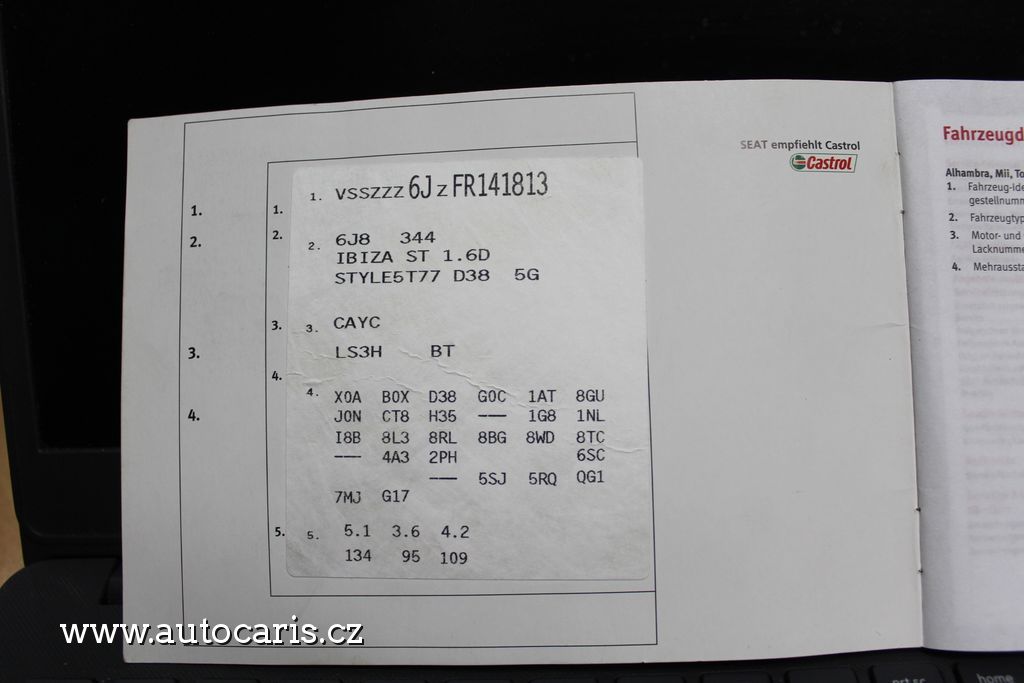 SEAT empfiehlt Castrol
Castrol
1. 1. 1. VSSZZZ 6J Z FR141813
2. 2. 2. 6J8 344
IBIZA ST 1.6D
STYLE5T77 D38 5G
3. 3. CAYC
3. LS3H BT
4.
4. 4. X0A B0X D38 G0C 1AT 8GU
J0N CT8 H35 --- 1G8 1NL
I8B 8L3 8RL 8BG 8WD 8TC
--- 4A3 2PH 6SC
--- 5SJ 5RQ QG1
7MJ G17
5. 5. 5.1 3.6 4.2
134 95 109
Fahrzeugd
Alhambra, Mii, To
1. Fahrzeug-Ide
gestellnumm
2. Fahrzeugtyp
3. Motor- und
Lacknumme
4. Mehrausstä
www.autocaris.cz
home